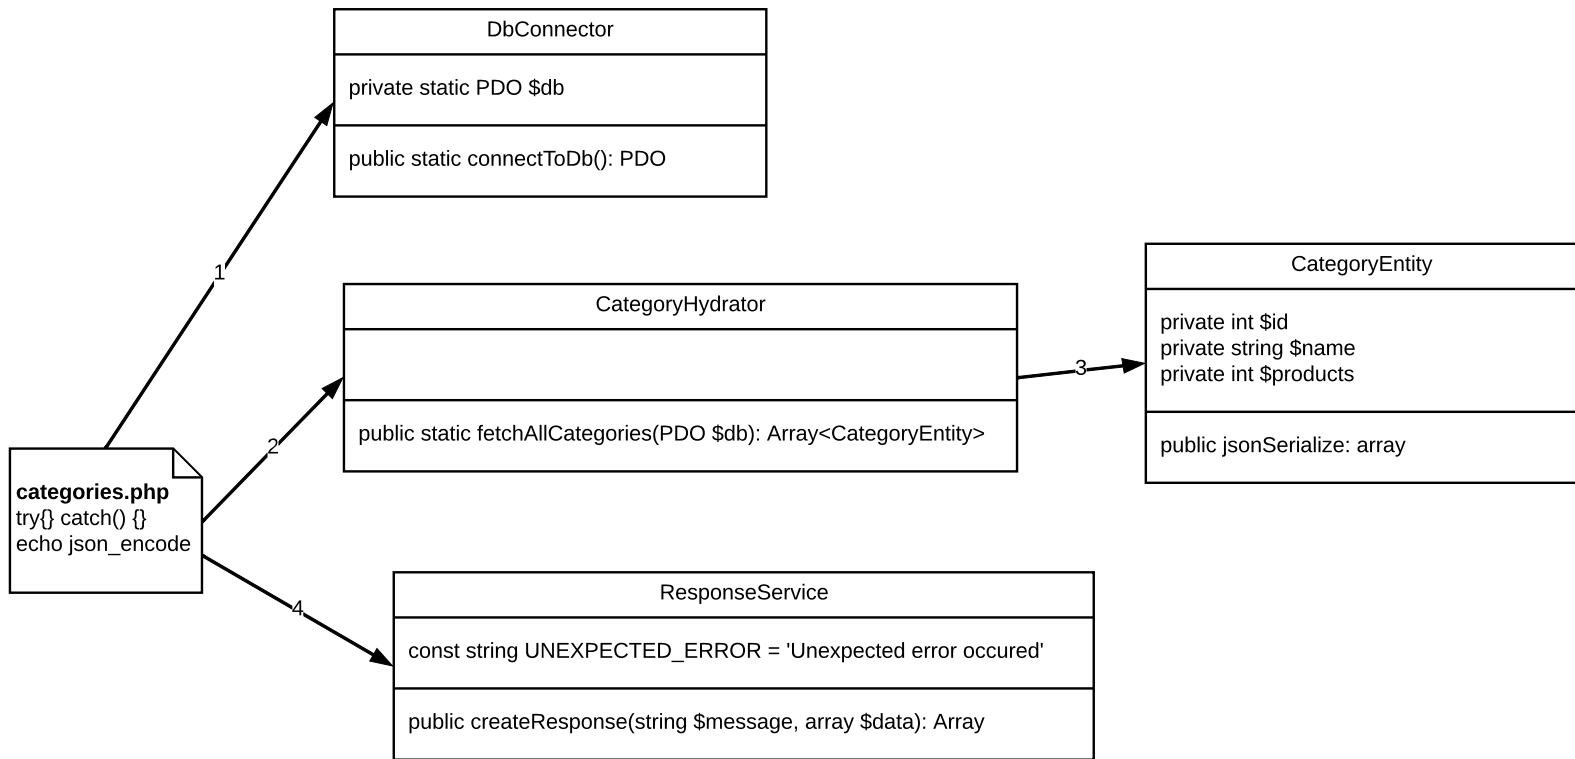 DbConnector
private static PDO $db
public static connectToDb(): PDO
1
CategoryHydrator
public static fetchAllCategories(PDO $db): Array<CategoryEntity>
2
3
CategoryEntity
private int $id
private string $name
private int $products
public jsonSerialize: array
categories.php
try{} catch() {}
echo json_encode
4
ResponseService
const string UNEXPECTED_ERROR = 'Unexpected error occured'
public createResponse(string $message, array $data): Array